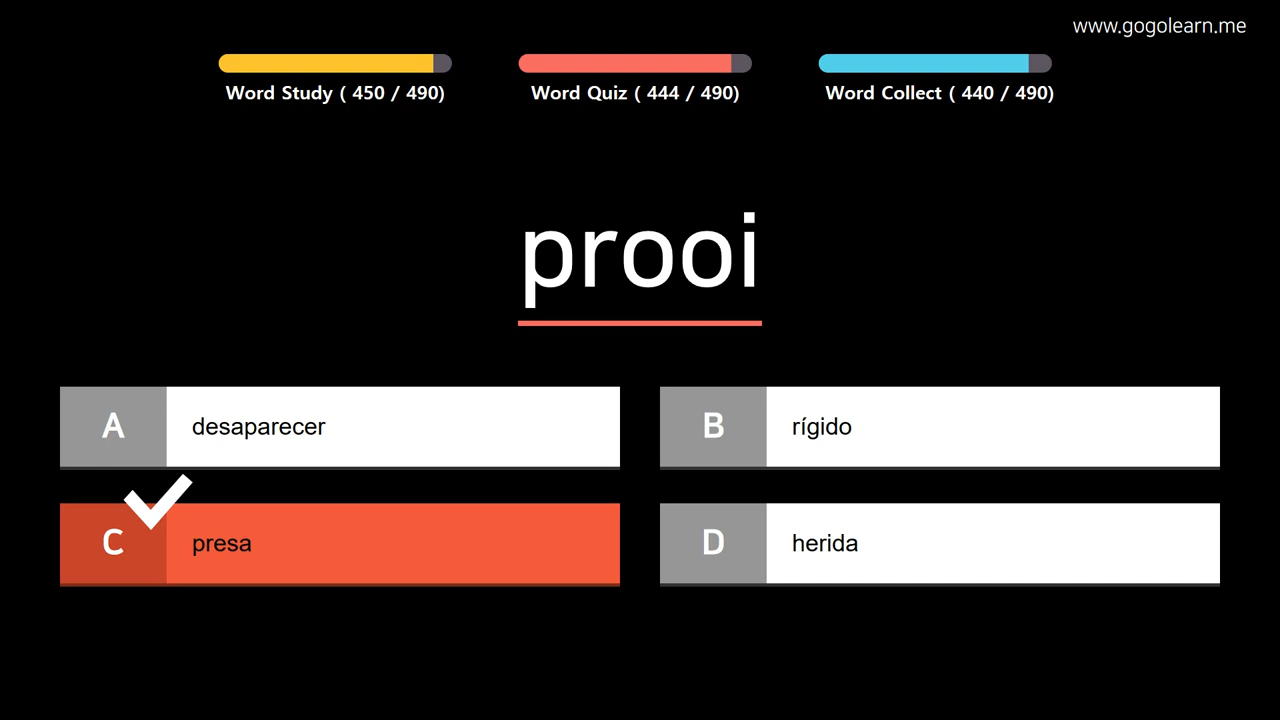 www.gogolearn.me
Word Study ( 450 / 490)
Word Quiz ( 444 / 490)
Word Collect ( 440 / 490)
prooi
A desaparecer
B rígido
C presa
D herida